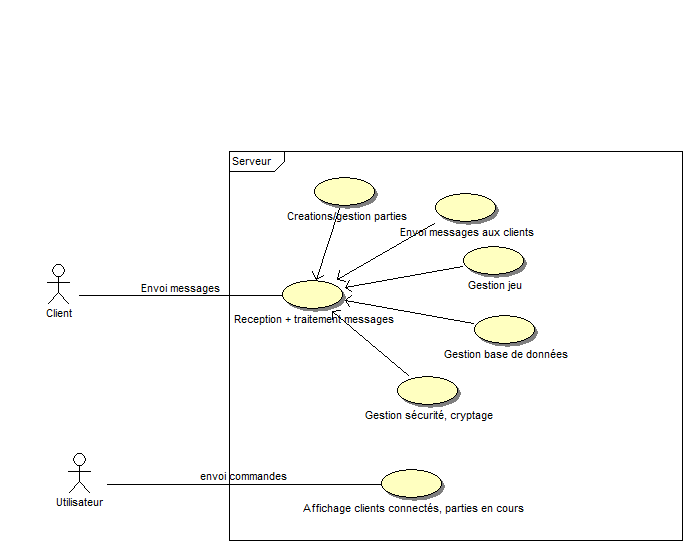 Serveur
Creations/gestion parties
Envoi messages aux clients
Gestion jeu
Envoi messages
Client
Reception + traitement messages
Gestion base de données
Gestion sécurité, cryptage
envoi commandes
Utilisateur
Affichage clients connectés, parties en cours